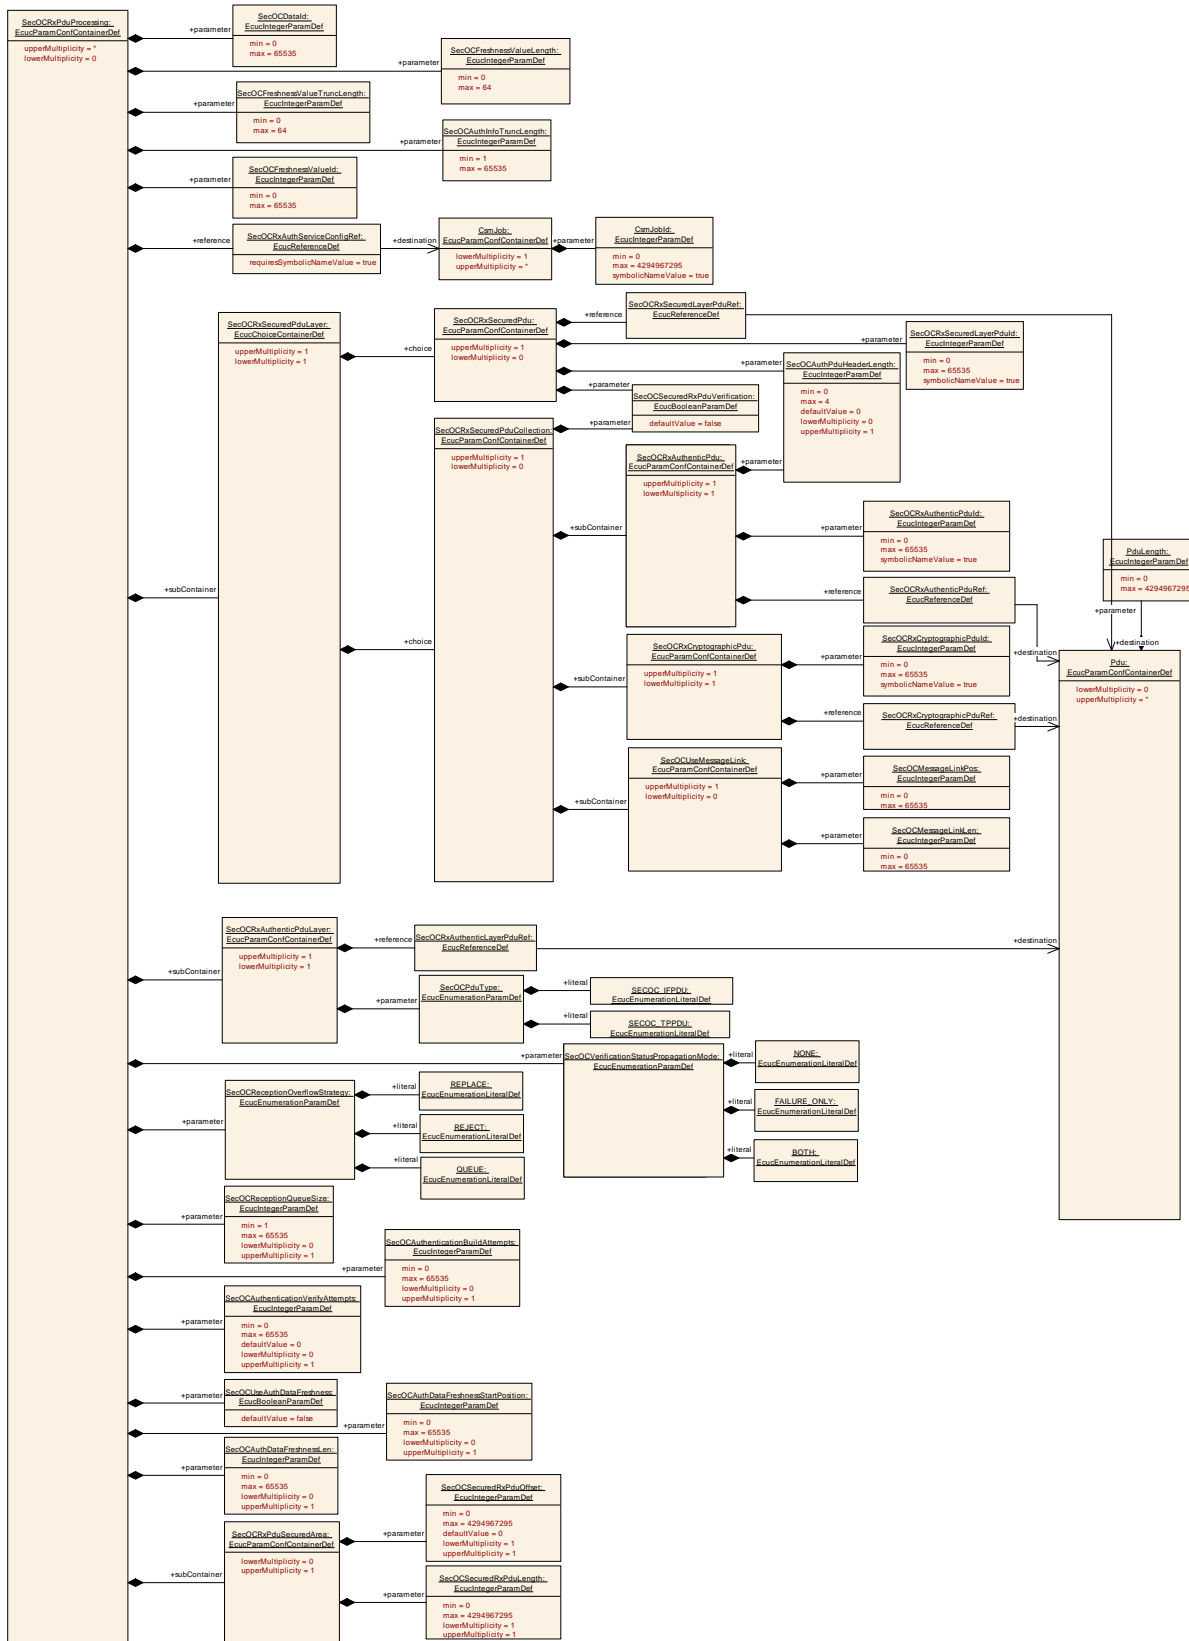 SecOCRxPduProcessing:
EcucParamConfContainerDef
upperMultiplicity = *
lowerMultiplicity = 0
+parameter
SecOCDataId:
EcucIntegerParamDef
min = 0
max = 65535
+parameter
SecOCFreshnessValueLength:
EcucIntegerParamDef
min = 0
max = 64
+parameter
SecOCFreshnessValueTruncLength:
EcucIntegerParamDef
min = 0
max = 64
+parameter
SecOCAuthInfoTruncLength:
EcucIntegerParamDef
min = 1
max = 65535
+parameter
SecOCFreshnessValueId:
EcucIntegerParamDef
min = 0
max = 65535
+reference
SecOCRxAuthServiceConfigRef:
EcucReferenceDef
requiresSymbolicNameValue = true
+destination
CsmJob:
EcucParamConfContainerDef
lowerMultiplicity = 1
upperMultiplicity = *
+parameter
CsmJobId:
EcucIntegerParamDef
min = 0
max = 4294967295
symbolicNameValue = true
+subContainer
SecOCRxSecuredPduLayer:
EcucChoiceContainerDef
upperMultiplicity = 1
lowerMultiplicity = 1
+choice
SecOCRxSecuredPdu:
EcucParamConfContainerDef
upperMultiplicity = 1
lowerMultiplicity = 0
+reference
SecOCRxSecuredLayerPduRef:
EcucReferenceDef
+parameter
SecOCRxSecuredLayerPduId:
EcucIntegerParamDef
min = 0
max = 65535
symbolicNameValue = true
+parameter
SecOCAuthPduHeaderLength:
EcucIntegerParamDef
min = 0
max = 4
defaultValue = 0
lowerMultiplicity = 0
upperMultiplicity = 1
+parameter
SecOCSecuredRxPduVerification:
EcucBooleanParamDef
defaultValue = false
+parameter
+choice
SecOCRxSecuredPduCollection:
EcucParamConfContainerDef
upperMultiplicity = 1
lowerMultiplicity = 0
+subContainer
SecOCRxAuthenticPdu:
EcucParamConfContainerDef
upperMultiplicity = 1
lowerMultiplicity = 1
+parameter
+parameter
SecOCRxAuthenticPduId:
EcucIntegerParamDef
min = 0
max = 65535
symbolicNameValue = true
+reference
SecOCRxAuthenticPduRef:
EcucReferenceDef
+destination
PduLength:
EcucIntegerParamDef
min = 0
max = 4294967295
+parameter
+destination
Pdu:
EcucParamConfContainerDef
lowerMultiplicity = 0
upperMultiplicity = *
+subContainer
SecOCRxCryptographicPdu:
EcucParamConfContainerDef
upperMultiplicity = 1
lowerMultiplicity = 1
+parameter
SecOCRxCryptographicPduId:
EcucIntegerParamDef
min = 0
max = 65535
symbolicNameValue = true
+reference
SecOCRxCryptographicPduRef:
EcucReferenceDef
+destination
+subContainer
SecOCUseMessageLink:
EcucParamConfContainerDef
upperMultiplicity = 1
lowerMultiplicity = 0
+parameter
SecOCMessageLinkPos:
EcucIntegerParamDef
min = 0
max = 65535
+parameter
SecOCMessageLinkLen:
EcucIntegerParamDef
min = 0
max = 65535
+subContainer
SecOCRxAuthenticPduLayer:
EcucParamConfContainerDef
upperMultiplicity = 1
lowerMultiplicity = 1
+reference
SecOCRxAuthenticLayerPduRef:
EcucReferenceDef
+destination
+parameter
SecOCPduType:
EcucEnumerationParamDef
+literal
SECOC_IFPDU:
EcucEnumerationLiteralDef
+literal
SECOC_TPPDU:
EcucEnumerationLiteralDef
+parameter
SecOCVerificationStatusPropagationMode:
EcucEnumerationParamDef
+literal
NONE:
EcucEnumerationLiteralDef
+literal
FAILURE_ONLY:
EcucEnumerationLiteralDef
+literal
BOTH:
EcucEnumerationLiteralDef
+parameter
SecOCReceptionOverflowStrategy:
EcucEnumerationParamDef
+literal
REPLACE:
EcucEnumerationLiteralDef
+literal
REJECT:
EcucEnumerationLiteralDef
+literal
QUEUE:
EcucEnumerationLiteralDef
+parameter
SecOCReceptionQueueSize:
EcucIntegerParamDef
min = 1
max = 65535
lowerMultiplicity = 0
upperMultiplicity = 1
+parameter
SecOCAuthenticationBuildAttempts:
EcucIntegerParamDef
min = 0
max = 65535
lowerMultiplicity = 0
upperMultiplicity = 1
+parameter
SecOCAuthenticationVerifyAttempts:
EcucIntegerParamDef
min = 0
max = 65535
defaultValue = 0
lowerMultiplicity = 0
upperMultiplicity = 1
+parameter
SecOCUseAuthDataFreshness:
EcucBooleanParamDef
defaultValue = false
+parameter
SecOCAuthDataFreshnessStartPosition:
EcucIntegerParamDef
min = 0
max = 65535
lowerMultiplicity = 0
upperMultiplicity = 1
+parameter
SecOCAuthDataFreshnessLen:
EcucIntegerParamDef
min = 0
max = 65535
lowerMultiplicity = 0
upperMultiplicity = 1
+subContainer
SecOCRxPduSecuredArea:
EcucParamConfContainerDef
lowerMultiplicity = 0
upperMultiplicity = 1
+parameter
SecOCSecuredRxPduOffset:
EcucIntegerParamDef
min = 0
max = 4294967295
defaultValue = 0
lowerMultiplicity = 1
upperMultiplicity = 1
+parameter
SecOCSecuredRxPduLength:
EcucIntegerParamDef
min = 0
max = 4294967295
lowerMultiplicity = 1
upperMultiplicity = 1